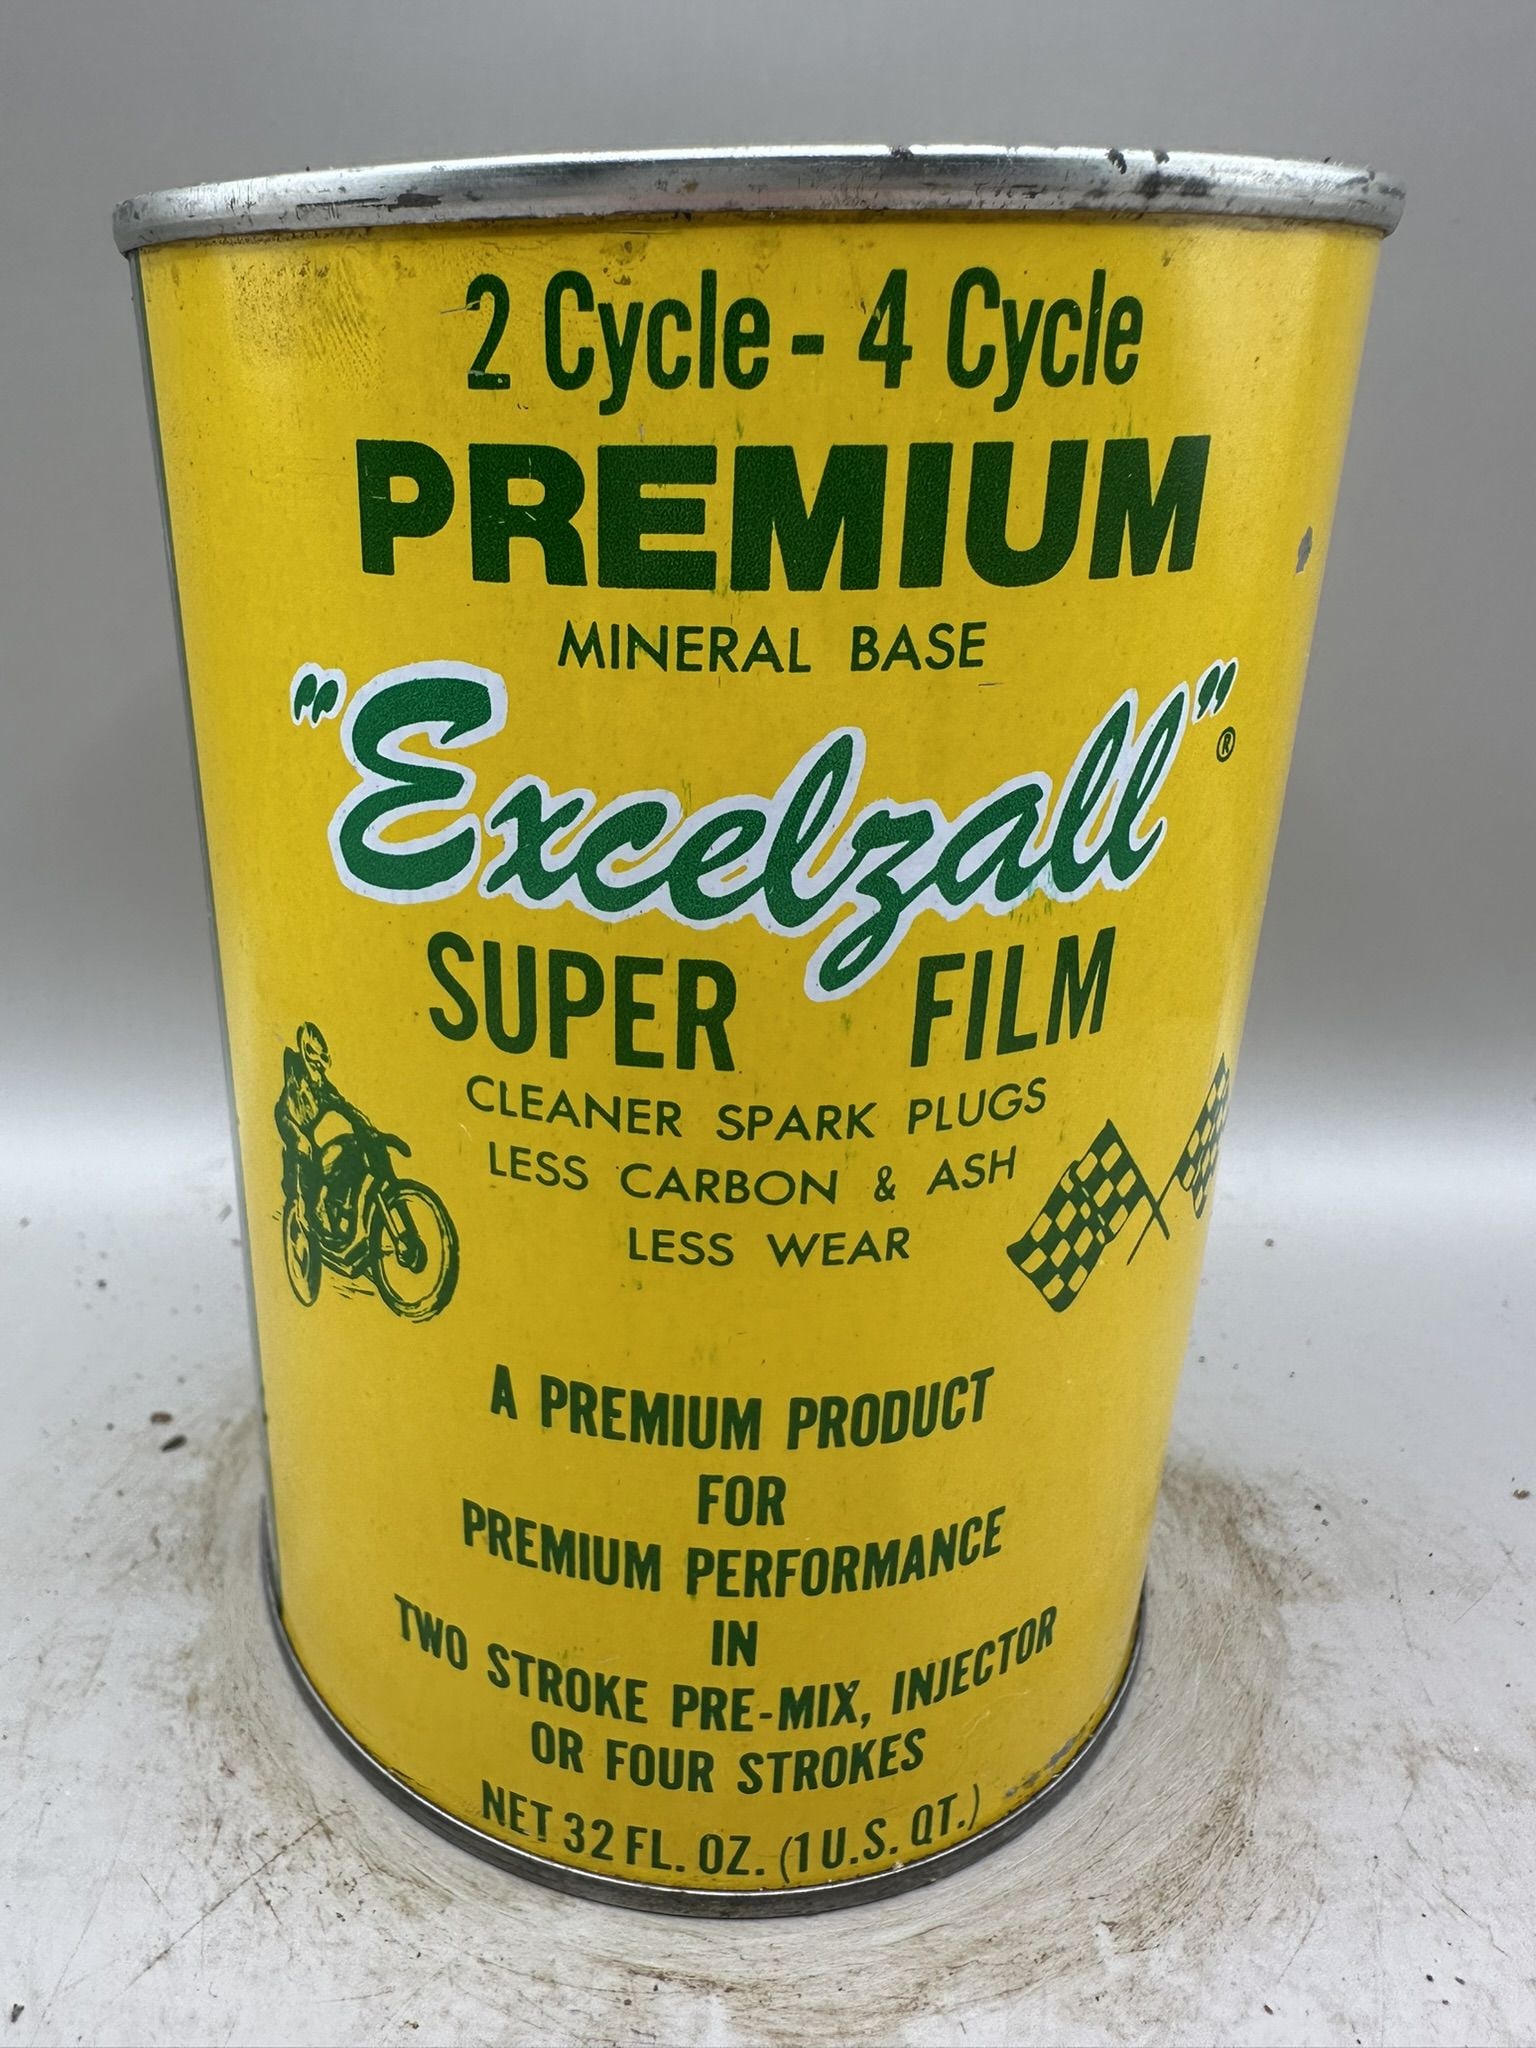 2 Cycle - 4 Cycle
PREMIUM
MINERAL BASE
"Excelzall"®
SUPER FILM
CLEANER SPARK PLUGS
LESS CARBON & ASH
LESS WEAR
A PREMIUM PRODUCT
FOR
PREMIUM PERFORMANCE
IN
TWO STROKE PRE-MIX, INJECTOR
OR FOUR STROKES
NET 32 FL. OZ. (1 U.S. QT.)